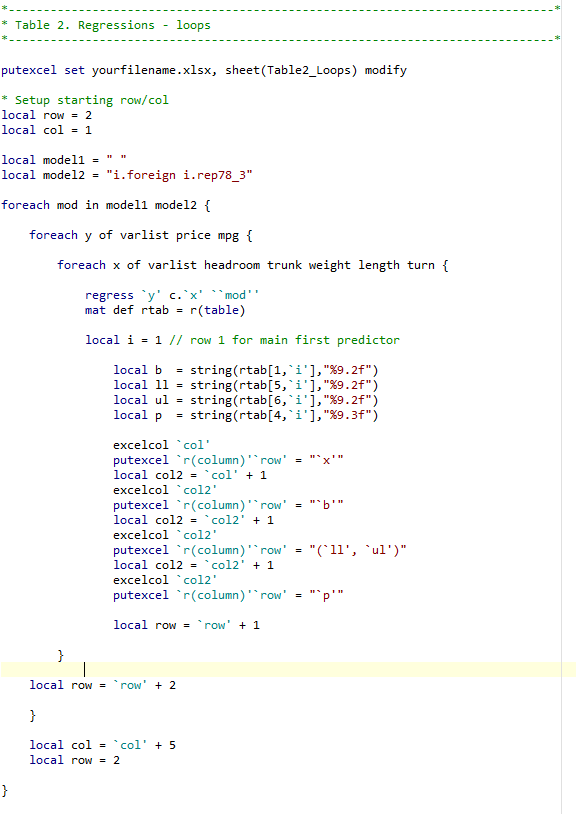 *------------------------------------------------------------------------------*
* Table 2. Regressions - loops
*------------------------------------------------------------------------------*
putexcel set yourfilename.xlsx, sheet(Table2_Loops) modify
* Setup starting row/col
local row = 2
local col = 1
local model1 = " "
local model2 = "i.foreign i.rep78_3"
foreach mod in model1 model2 {
foreach y of varlist price mpg {
foreach x of varlist headroom trunk weight length turn {
regress `y' c.`x' ``mod''
mat def rtab = r(table)
local i = 1 // row 1 for main first predictor
local b  = string(rtab[1,`i'],"%9.2f")
local ll = string(rtab[5,`i'],"%9.2f")
local ul = string(rtab[6,`i'],"%9.2f")
local p  = string(rtab[4,`i'],"%9.3f")
excelcol `col'
putexcel `r(column)'`row' = "`x'"
local col2 = `col' + 1
excelcol `col2'
putexcel `r(column)'`row' = "`b'"
local col2 = `col2' + 1
excelcol `col2'
putexcel `r(column)'`row' = "(`ll', `ul')"
local col2 = `col2' + 1
excelcol `col2'
putexcel `r(column)'`row' = "`p'"
local row = `row' + 1
}
local row = `row' + 2
}
local col = `col' + 5
local row = 2
}